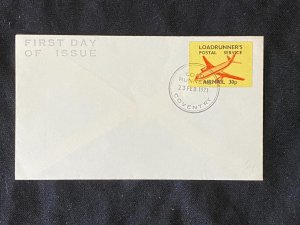 FIRST DAY
OF ISSUE
LOADRUNNER'S
POSTAL SERVICE
AIRMAIL 30p
23 FEB 1971
COVENTRY